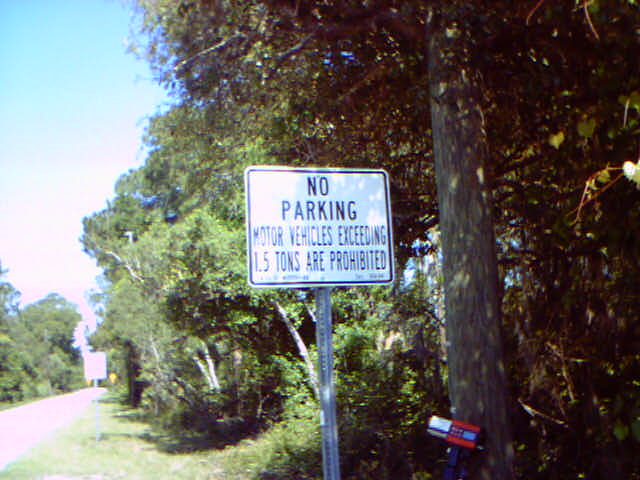 NO
PARKING
MOTOR VEHICLES EXCEEDING
1.5 TONS ARE PROHIBITED